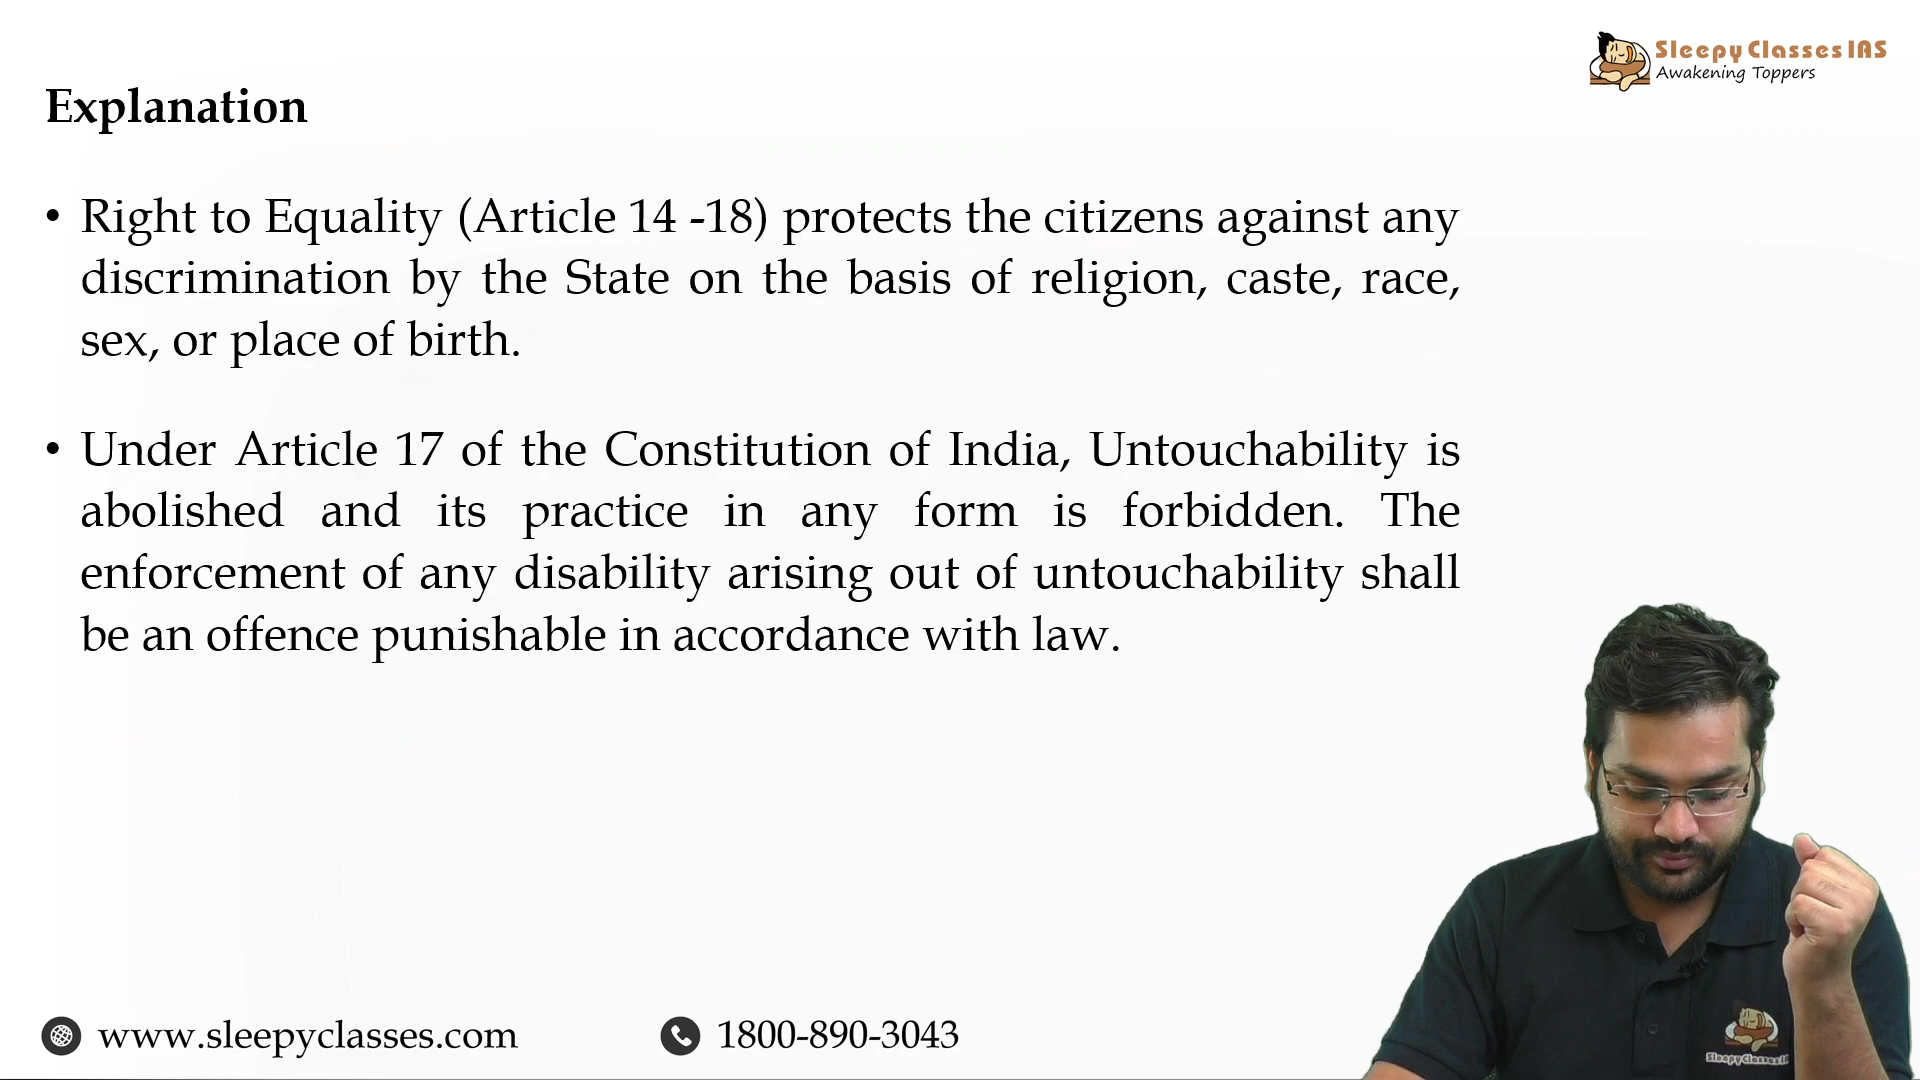 Sleepy Classes IAS
Awakening Toppers
Explanation
• Right to Equality (Article 14 -18) protects the citizens against any
discrimination by the State on the basis of religion, caste, race,
sex, or place of birth.
• Under Article 17 of the Constitution of India, Untouchability is
abolished and its practice in any form is forbidden. The
enforcement of any disability arising out of untouchability shall
be an offence punishable in accordance with law.
www.sleepyclasses.com
1800-890-3043
Sleepy Classes